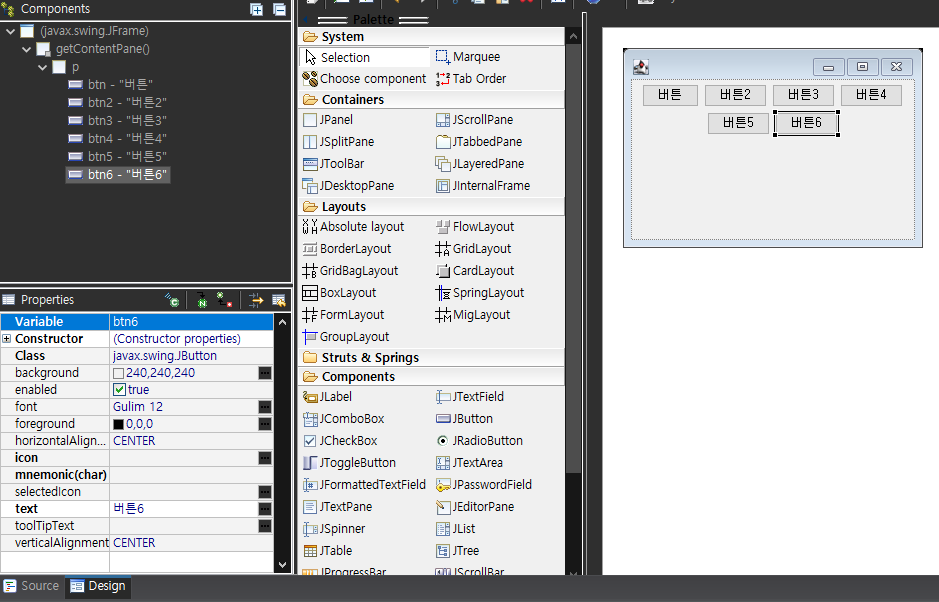 Components
(javax.swing.JFrame)
getContentPane()
p
btn - "버튼"
btn2 - "버튼2"
btn3 - "버튼3"
btn4 - "버튼4"
btn5 - "버튼5"
btn6 - "버튼6"
Properties
Variable btn6
Constructor (Constructor properties)
Class javax.swing.JButton
background 240,240,240
enabled true
font Gulim 12
foreground 0,0,0
horizontalAlign... CENTER
icon
mnemonic(char)
selectedIcon
text 버튼6
toolTipText
verticalAlignment CENTER
Source Design
Palette
System
Selection Marquee
Choose component Tab Order
Containers
JPanel JScrollPane
JSplitPane JTabbedPane
JToolBar JLayeredPane
JDesktopPane JInternalFrame
Layouts
Absolute layout FlowLayout
BorderLayout GridLayout
GridBagLayout CardLayout
BoxLayout SpringLayout
FormLayout MigLayout
GroupLayout
Struts & Springs
Components
JLabel JTextField
JComboBox JButton
JCheckBox JRadioButton
JToggleButton JTextArea
JFormattedTextField JPasswordField
JTextPane JEditorPane
JSpinner JList
JTable JTree
JProgressBar JScrollBar
버튼 버튼2 버튼3 버튼4
버튼5 버튼6